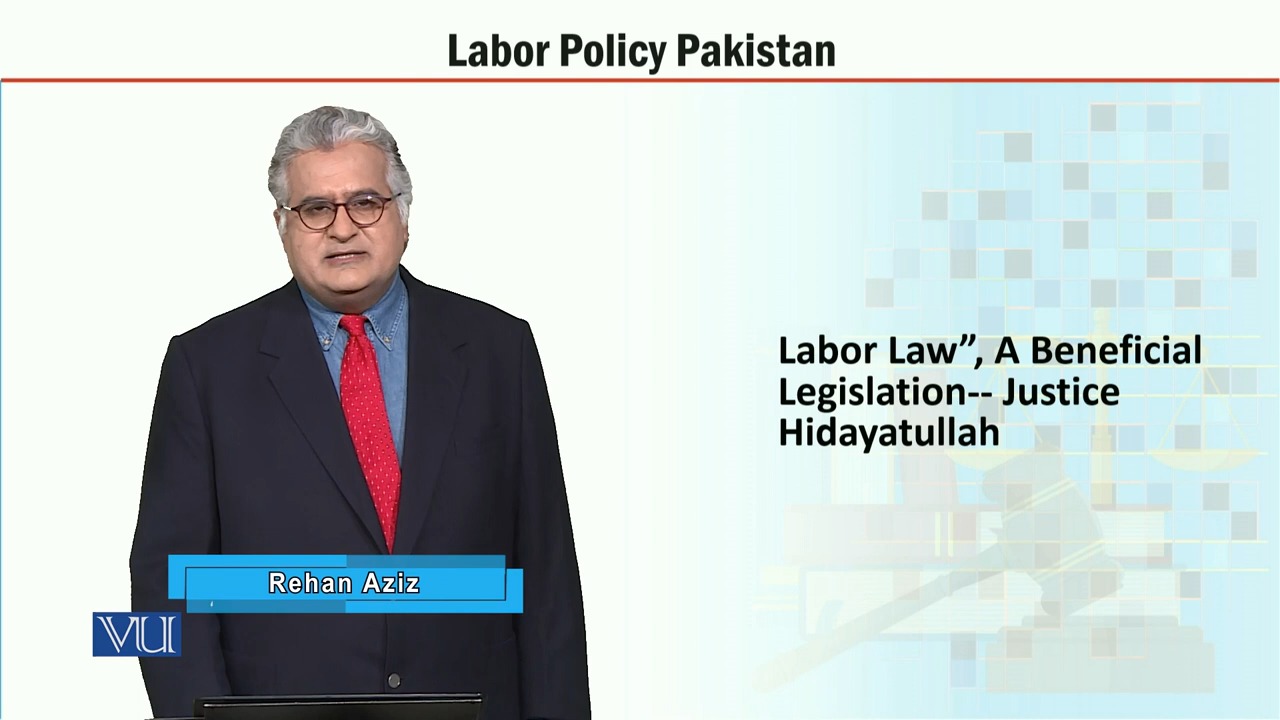 Labor Policy Pakistan
Labor Law”, A Beneficial
Legislation-- Justice
Hidayatullah
Rehan Aziz
VU